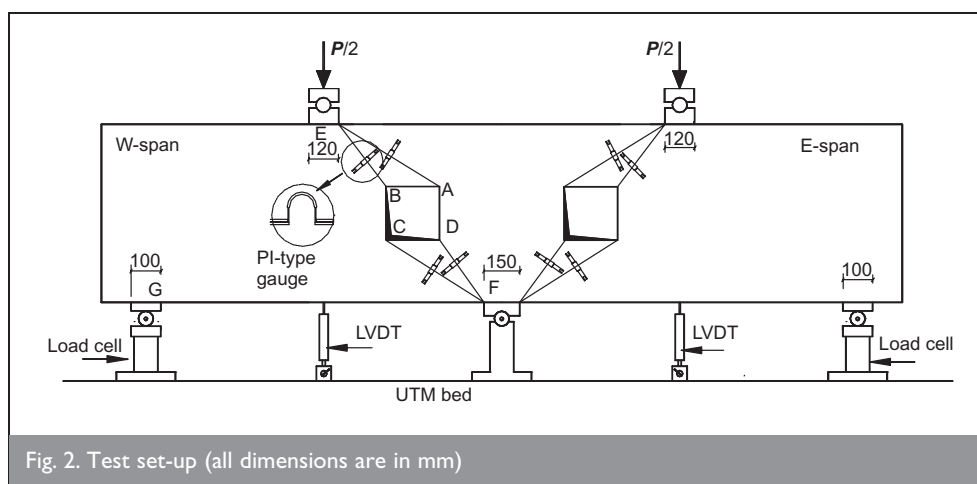 P/2
P/2
W-span
E
120
120
E-span
B
A
C
D
PI-type
gauge
100
G
150
F
100
Load cell
LVDT
LVDT
Load cell
UTM bed
Fig. 2. Test set-up (all dimensions are in mm)